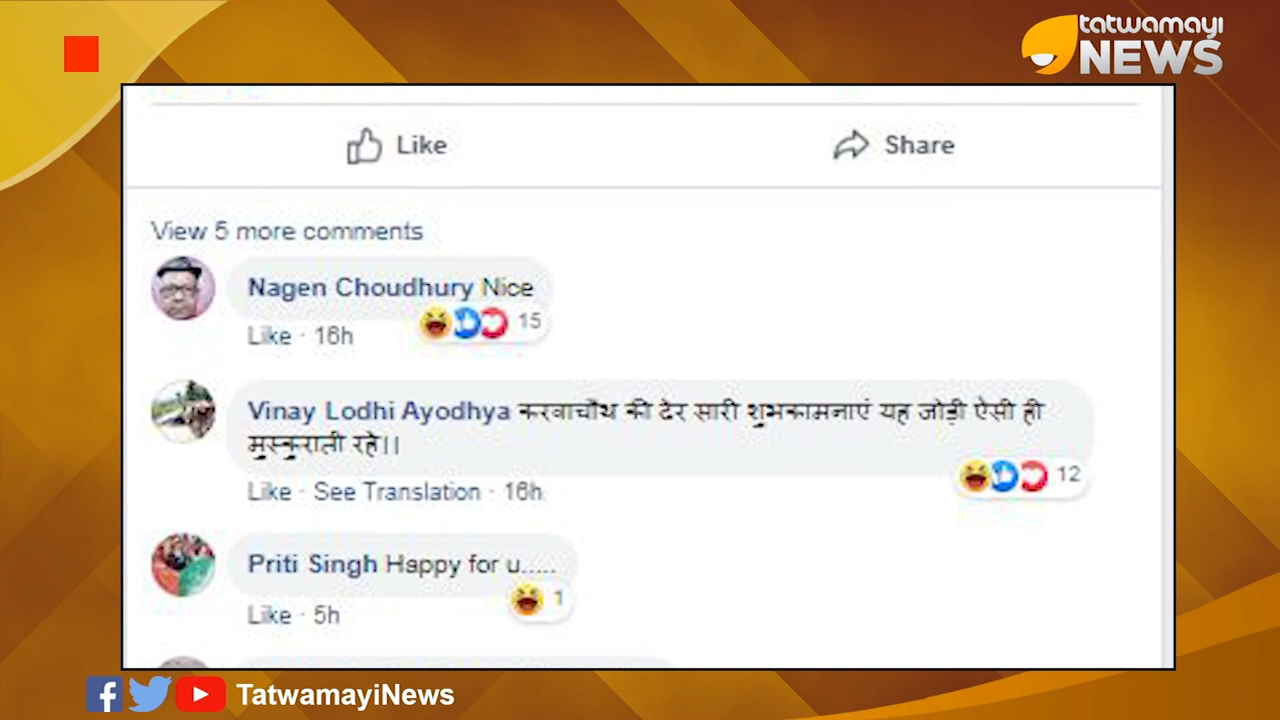 tatwamayi
NEWS
Like
Share
View 5 more comments
Nagen Choudhury Nice
15
Like · 16h
Vinay Lodhi Ayodhya करवाचौथ की ढेर सारी शुभकामनाएं यह जोड़ी ऐसी ही
मुस्कुराती रहे।।
12
Like · See Translation · 16h
Priti Singh Happy for u.....
1
Like · 5h
TatwamayiNews